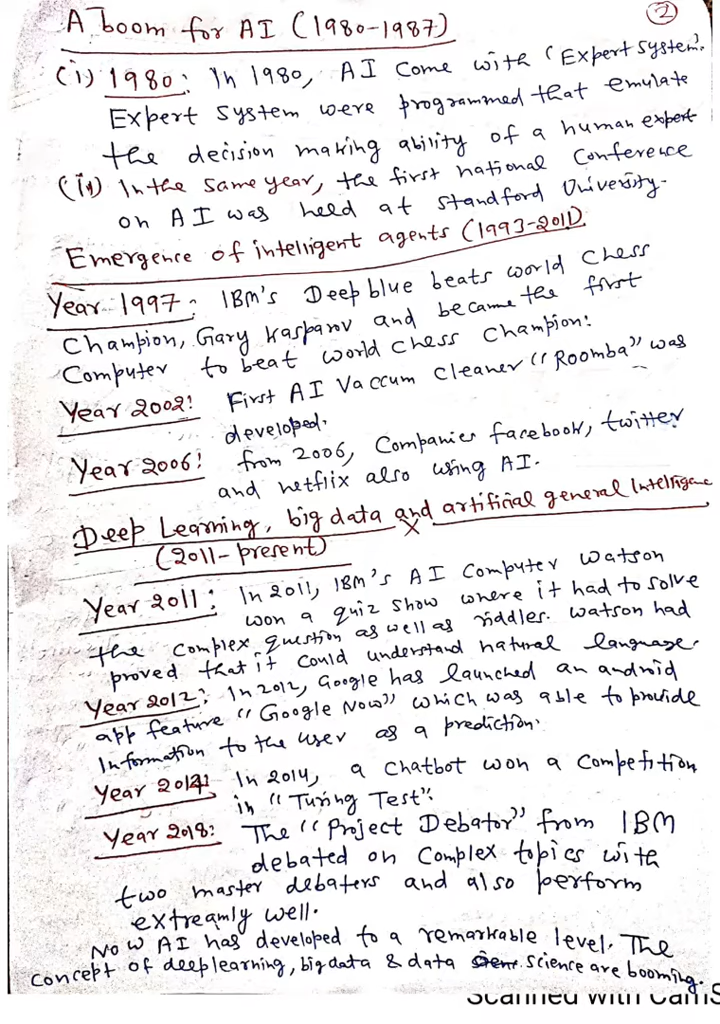 A boom for AI (1980-1987)
2
(i) 1980: In 1980, AI come with "Expert system".
Expert system were programmed that emulate
the decision making ability of a human expert
(ii) In the same year, the first national Conference
on AI was held at Standford University.
Emergence of intelligent agents (1993-2011)
Year 1997: IBM's Deep blue beats world chess
Champion, Gary Kasparov and became the first
Computer to beat world chess champion.
Year 2002: First AI Vaccum cleaner "Roomba" was
developed.
Year 2006: from 2006, Companies facebook, twitter
and netflix also using AI.
Deep Learning, big data and artificial general Intelligence
(2011-present)
Year 2011: In 2011, IBM's AI Computer Watson
won a quiz show where it had to solve
the complex question as well as riddles. Watson had
proved that it could understand natural language.
Year 2012: In 2012, Google has launched an android
app feature "Google Now" which was able to provide
Information to the user as a prediction.
Year 2014: In 2014, a Chatbot won a Competition
in "Turing Test".
Year 2018: The "Project Debator" from IBM
debated on Complex topics with
two master debaters and also perform
extreamly well.
Now AI has developed to a remarkable level. The
concept of deeplearning, bigdata & data science are booming.
Scanned with CamS